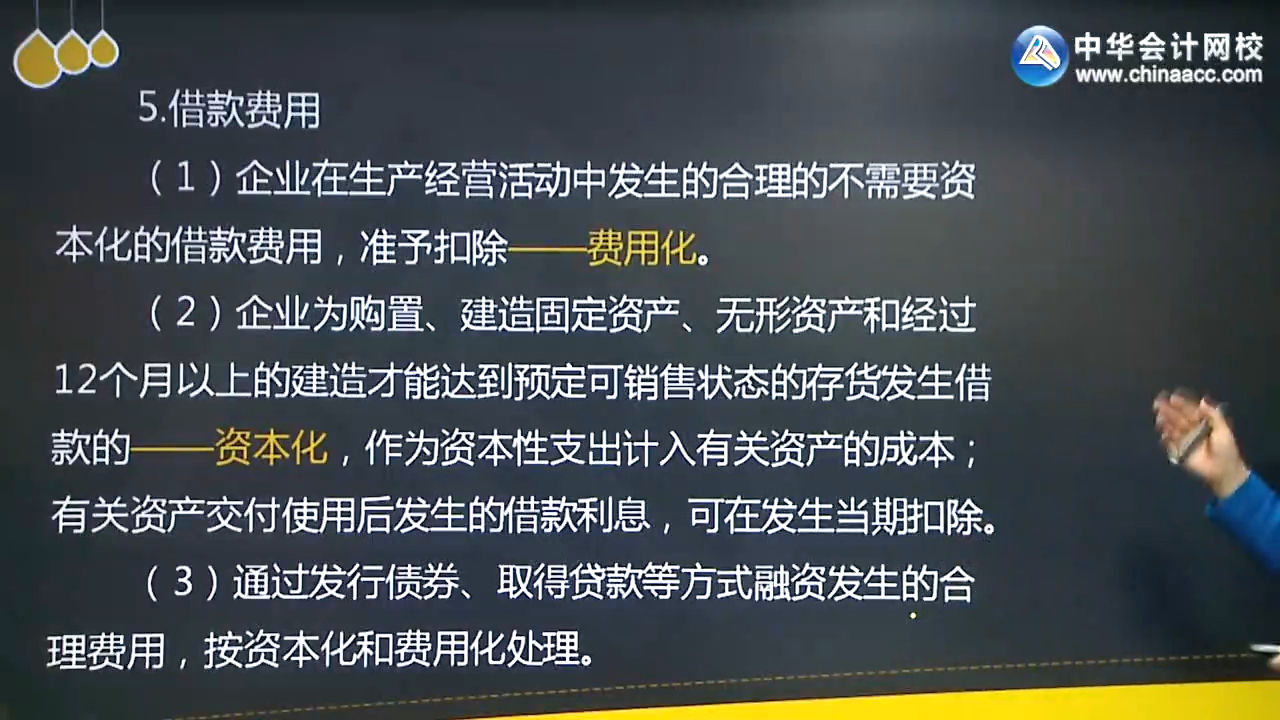 中华会计网校
www.chinaacc.com
5.借款费用
（1）企业在生产经营活动中发生的合理的不需要资
本化的借款费用，准予扣除——费用化。
（2）企业为购置、建造固定资产、无形资产和经过
12个月以上的建造才能达到预定可销售状态的存货发生借
款的——资本化，作为资本性支出计入有关资产的成本；
有关资产交付使用后发生的借款利息，可在发生当期扣除。
（3）通过发行债券、取得贷款等方式融资发生的合
理费用，按资本化和费用化处理。